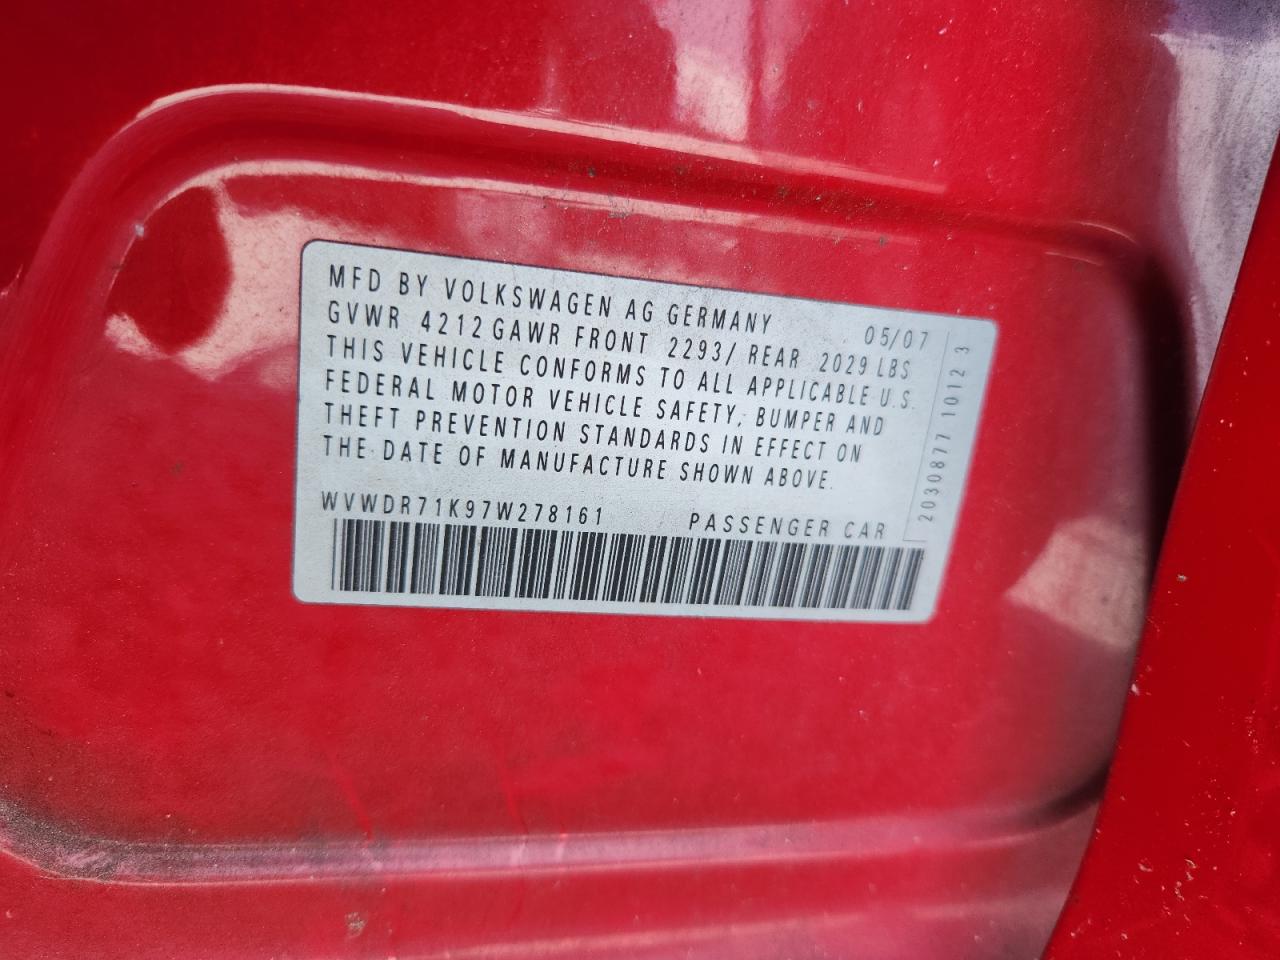 MFD BY VOLKSWAGEN AG GERMANY 05/07
GVWR 4212 GAWR FRONT 2293/ REAR 2029 LBS
THIS VEHICLE CONFORMS TO ALL APPLICABLE U.S.
FEDERAL MOTOR VEHICLE SAFETY, BUMPER AND
THEFT PREVENTION STANDARDS IN EFFECT ON
THE DATE OF MANUFACTURE SHOWN ABOVE.
WVWDR71K97W278161 PASSENGER CAR
2030877 1012 3